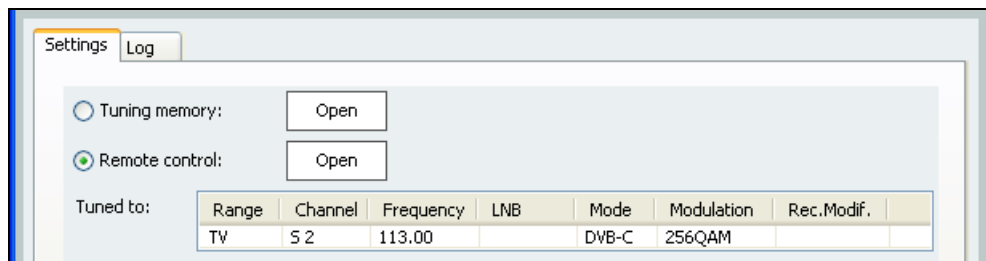 Settings Log
Tuning memory: Open
Remote control: Open
Tuned to:
Range Channel Frequency LNB Mode Modulation Rec.Modif.
TV S 2 113.00 DVB-C 256QAM